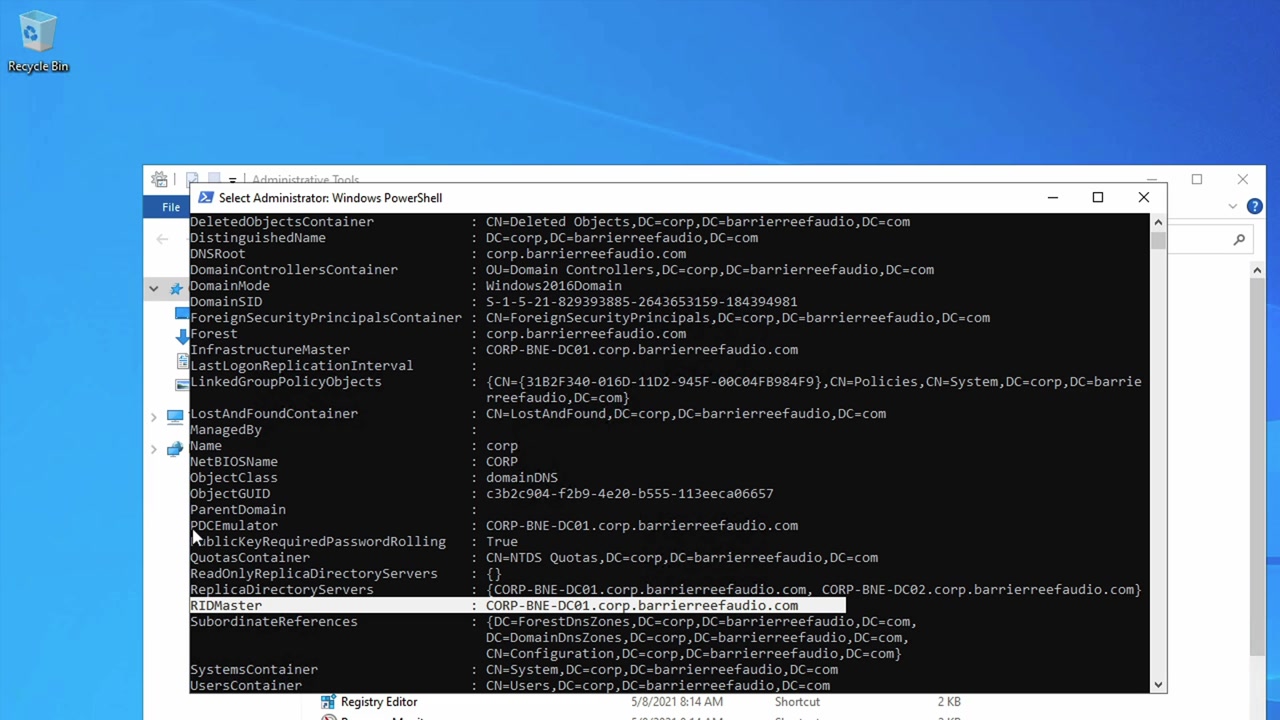 Recycle Bin
Administrative Tools
Select Administrator: Windows PowerShell
File
DeletedObjectsContainer : CN=Deleted Objects,DC=corp,DC=barrierreefaudio,DC=com
DistinguishedName : DC=corp,DC=barrierreefaudio,DC=com
DNSRoot : corp.barrierreefaudio.com
DomainControllersContainer : OU=Domain Controllers,DC=corp,DC=barrierreefaudio,DC=com
DomainMode : Windows2016Domain
DomainSID : S-1-5-21-829393885-2643653159-184394981
ForeignSecurityPrincipalsContainer : CN=ForeignSecurityPrincipals,DC=corp,DC=barrierreefaudio,DC=com
Forest : corp.barrierreefaudio.com
InfrastructureMaster : CORP-BNE-DC01.corp.barrierreefaudio.com
LastLogonReplicationInterval :
LinkedGroupPolicyObjects : {CN={31B2F340-016D-11D2-945F-00C04FB984F9},CN=Policies,CN=System,DC=corp,DC=barrie
rreefaudio,DC=com}
LostAndFoundContainer : CN=LostAndFound,DC=corp,DC=barrierreefaudio,DC=com
ManagedBy :
Name : corp
NetBIOSName : CORP
ObjectClass : domainDNS
ObjectGUID : c3b2c904-f2b9-4e20-b555-113eeca06657
ParentDomain :
PDCEmulator : CORP-BNE-DC01.corp.barrierreefaudio.com
PublicKeyRequiredPasswordRolling : True
QuotasContainer : CN=NTDS Quotas,DC=corp,DC=barrierreefaudio,DC=com
ReadOnlyReplicaDirectoryServers : {}
ReplicaDirectoryServers : {CORP-BNE-DC01.corp.barrierreefaudio.com, CORP-BNE-DC02.corp.barrierreefaudio.com}
RIDMaster : CORP-BNE-DC01.corp.barrierreefaudio.com
SubordinateReferences : {DC=ForestDnsZones,DC=corp,DC=barrierreefaudio,DC=com,
DC=DomainDnsZones,DC=corp,DC=barrierreefaudio,DC=com,
CN=Configuration,DC=corp,DC=barrierreefaudio,DC=com}
SystemsContainer : CN=System,DC=corp,DC=barrierreefaudio,DC=com
UsersContainer : CN=Users,DC=corp,DC=barrierreefaudio,DC=com
Registry Editor 5/8/2021 8:14 AM Shortcut 2 KB